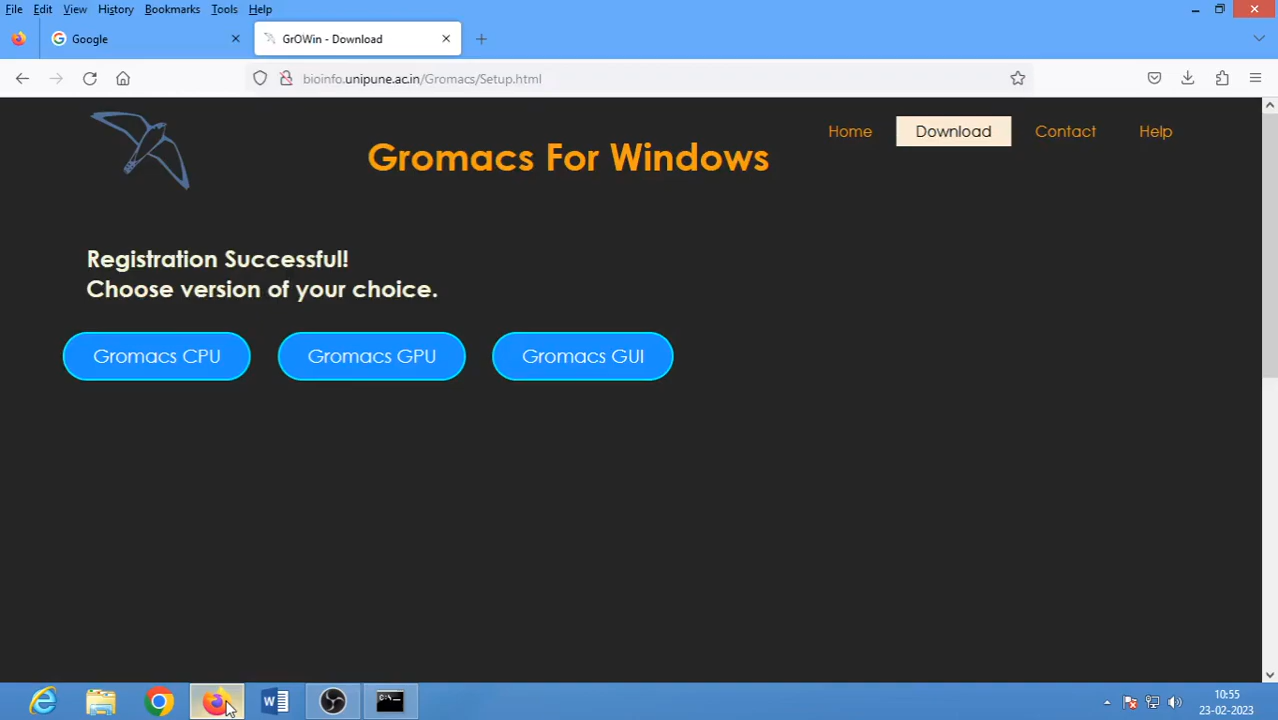 File Edit View History Bookmarks Tools Help
Google
GrOWin - Download
bioinfo.unipune.ac.in/Gromacs/Setup.html
Home Download Contact Help
Gromacs For Windows
Registration Successful!
Choose version of your choice.
Gromacs CPU Gromacs GPU Gromacs GUI
C:\.
10:55
23-02-2023